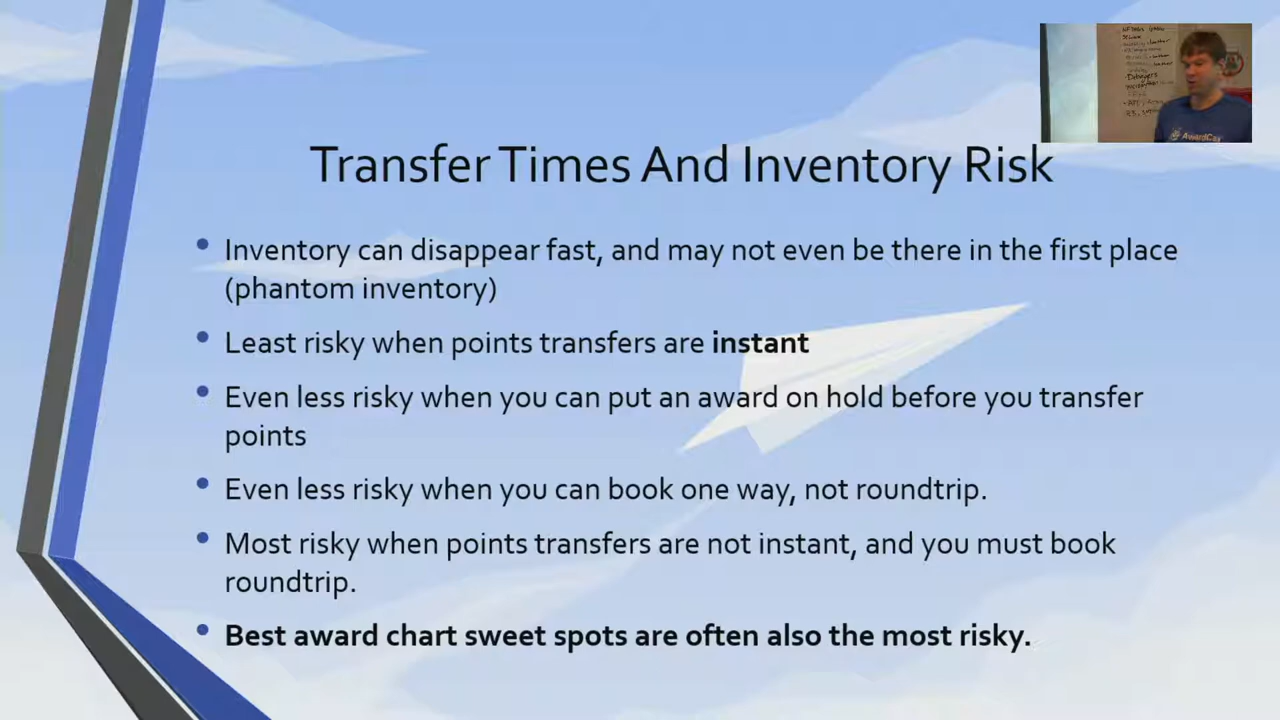 Transfer Times And Inventory Risk
• Inventory can disappear fast, and may not even be there in the first place
(phantom inventory)
• Least risky when points transfers are instant
• Even less risky when you can put an award on hold before you transfer
points
• Even less risky when you can book one way, not roundtrip.
• Most risky when points transfers are not instant, and you must book
roundtrip.
• Best award chart sweet spots are often also the most risky.